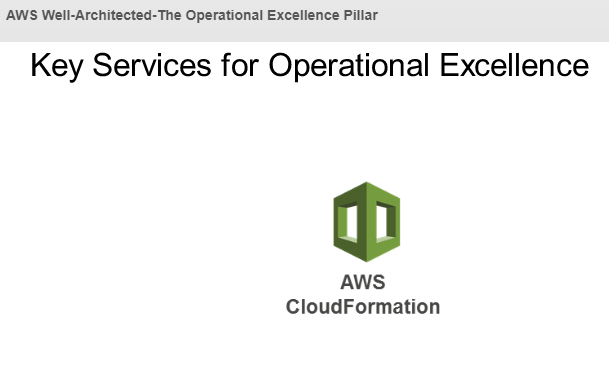 AWS Well-Architected-The Operational Excellence Pillar
Key Services for Operational Excellence
AWS
CloudFormation